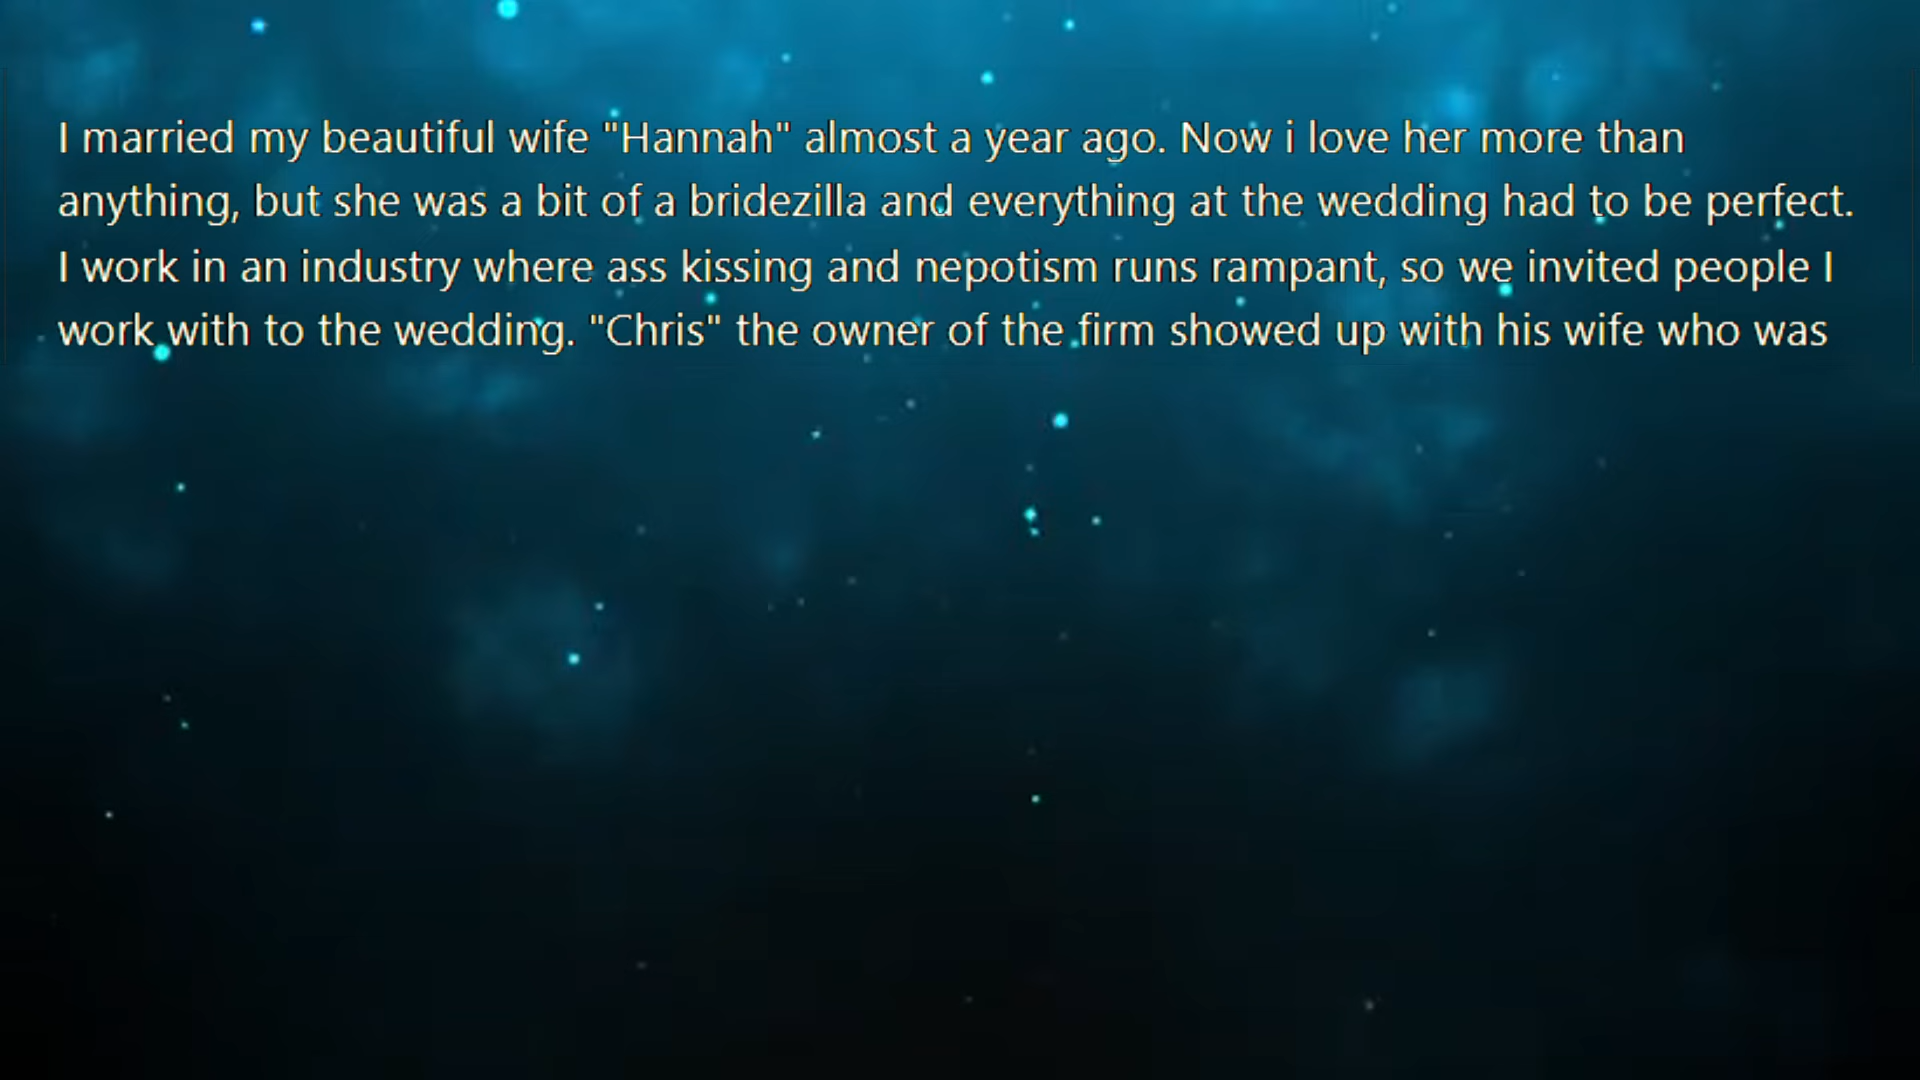 I married my beautiful wife "Hannah" almost a year ago. Now i love her more than
anything, but she was a bit of a bridezilla and everything at the wedding had to be perfect.
I work in an industry where ass kissing and nepotism runs rampant, so we invited people I
work with to the wedding. "Chris" the owner of the firm showed up with his wife who was